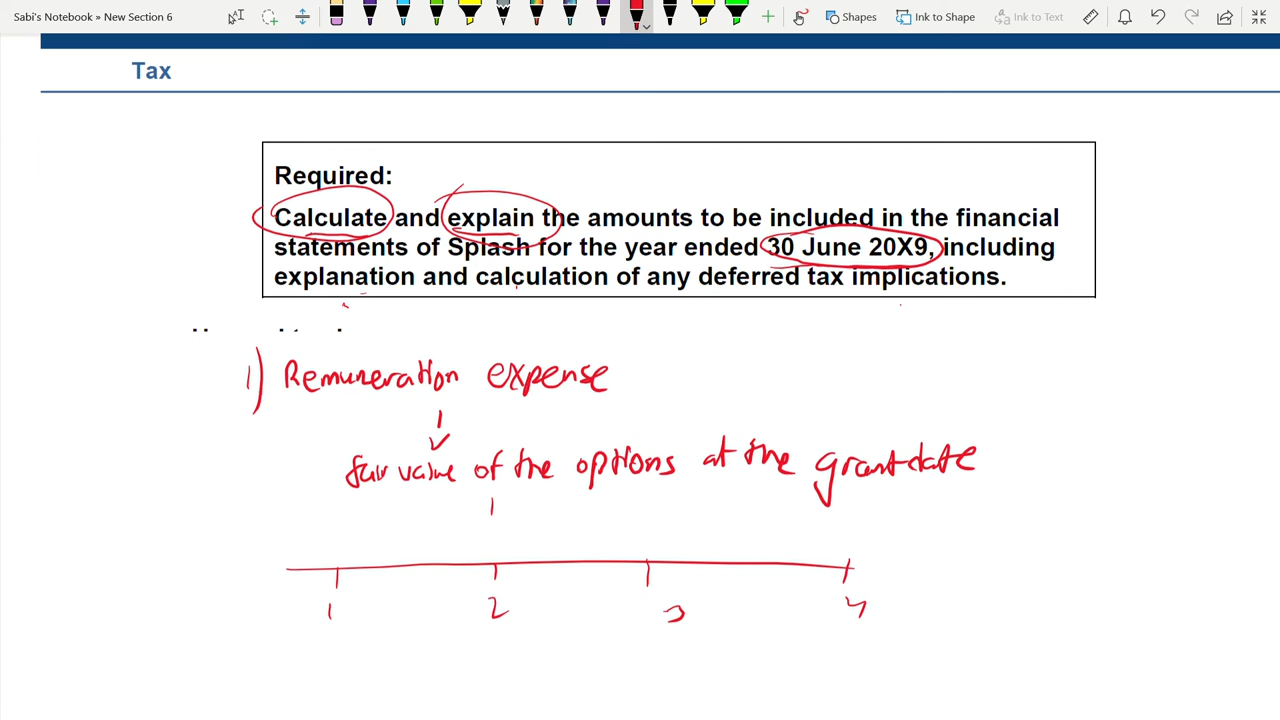 Sabi's Notebook » New Section 6
Shapes
Ink to Shape
Ink to Text
Tax
Required:
Calculate and explain the amounts to be included in the financial
statements of Splash for the year ended 30 June 20X9, including
explanation and calculation of any deferred tax implications.
1) Remuneration expense
fair value of the options at the grant date
1 2 3 4